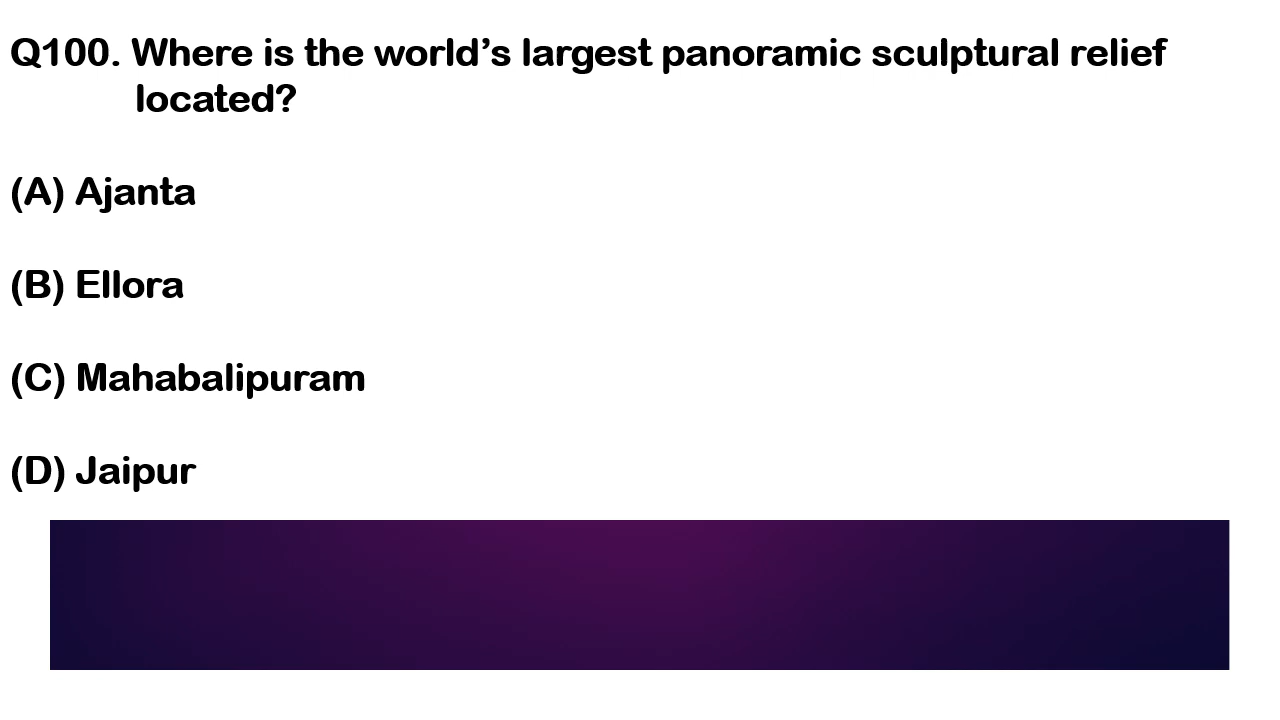 Q100. Where is the world’s largest panoramic sculptural relief
located?
(A) Ajanta
(B) Ellora
(C) Mahabalipuram
(D) Jaipur